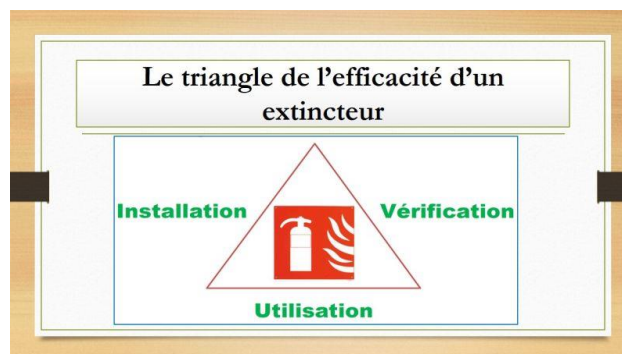 Le triangle de l’efficacité d’un
extincteur
Installation
Vérification
Utilisation